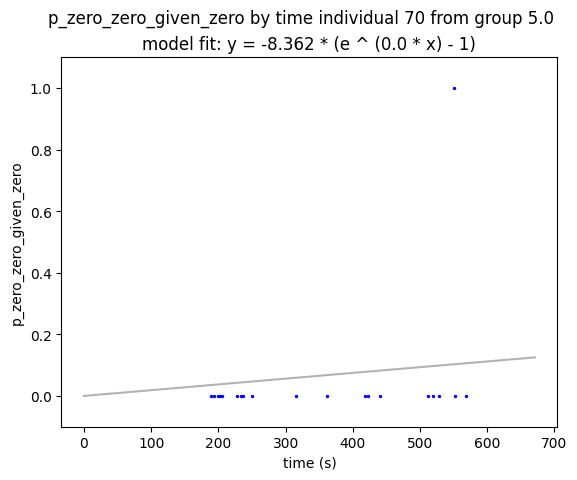 p_zero_zero_given_zero by time individual 70 from group 5.0
model fit: y = -8.362 * (e ^ (0.0 * x) - 1)
1.0
0.8
0.6
0.4
0.2
0.0
p_zero_zero_given_zero
0 100 200 300 400 500 600 700
time (s)